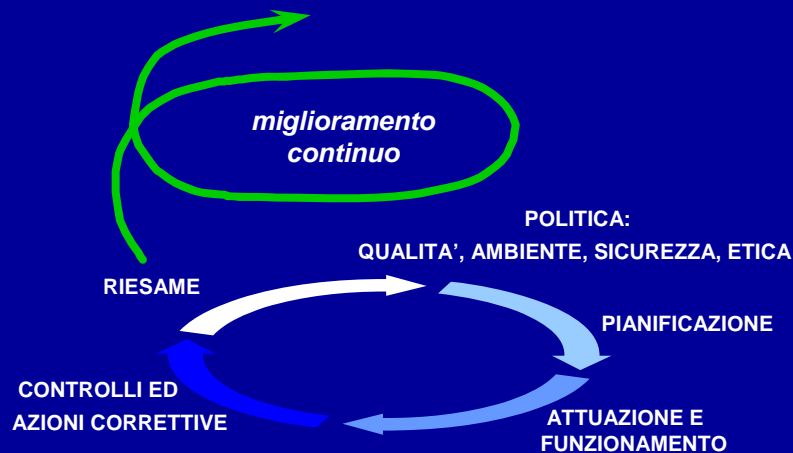 miglioramento
continuo
POLITICA:
QUALITA’, AMBIENTE, SICUREZZA, ETICA
RIESAME
PIANIFICAZIONE
CONTROLLI ED
AZIONI CORRETTIVE
ATTUAZIONE E
FUNZIONAMENTO